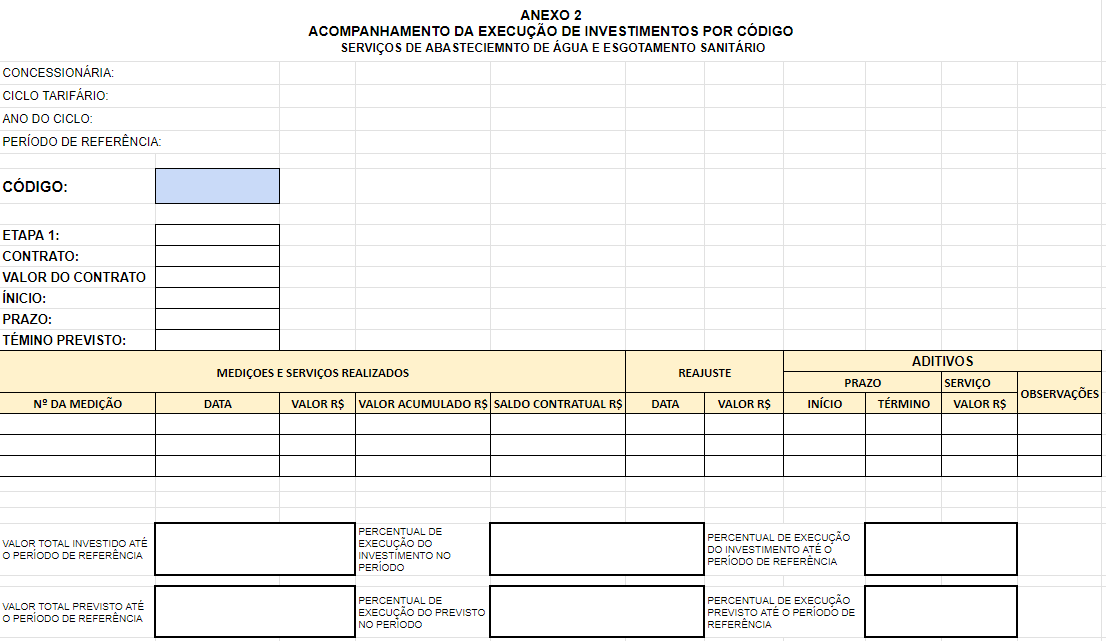 ANEXO 2
ACOMPANHAMENTO DA EXECUÇÃO DE INVESTIMENTOS POR CÓDIGO
SERVIÇOS DE ABASTECIEMNTO DE ÁGUA E ESGOTAMENTO SANITÁRIO
CONCESSIONÁRIA:
CICLO TARIFÁRIO:
ANO DO CICLO:
PERÍODO DE REFERÊNCIA:
CÓDIGO:
ETAPA 1:
CONTRATO:
VALOR DO CONTRATO
ÍNICIO:
PRAZO:
TÉMINO PREVISTO:
MEDIÇOES E SERVIÇOS REALIZADOS
REAJUSTE
ADITIVOS
PRAZO
SERVIÇO
OBSERVAÇÕES
Nº DA MEDIÇÃO
DATA
VALOR R$
VALOR ACUMULADO R$
SALDO CONTRATUAL R$
DATA
VALOR R$
INÍCIO
TÉRMINO
VALOR R$
VALOR TOTAL INVESTIDO ATÉ
O PERÍODO DE REFERÊNCIA
PERCENTUAL DE
EXECUÇÃO DO
INVESTIMENTO NO
PERÍODO
PERCENTUAL DE EXECUÇÃO
DO INVESTIMENTO ATÉ O
PERÍODO DE REFERÊNCIA
VALOR TOTAL PREVISTO ATÉ
O PERÍODO DE REFERÊNCIA
PERCENTUAL DE
EXECUÇÃO DO PREVISTO
NO PERÍODO
PERCENTUAL DE EXECUÇÃO
PREVISTO ATÉ O PERÍODO DE
REFERÊNCIA